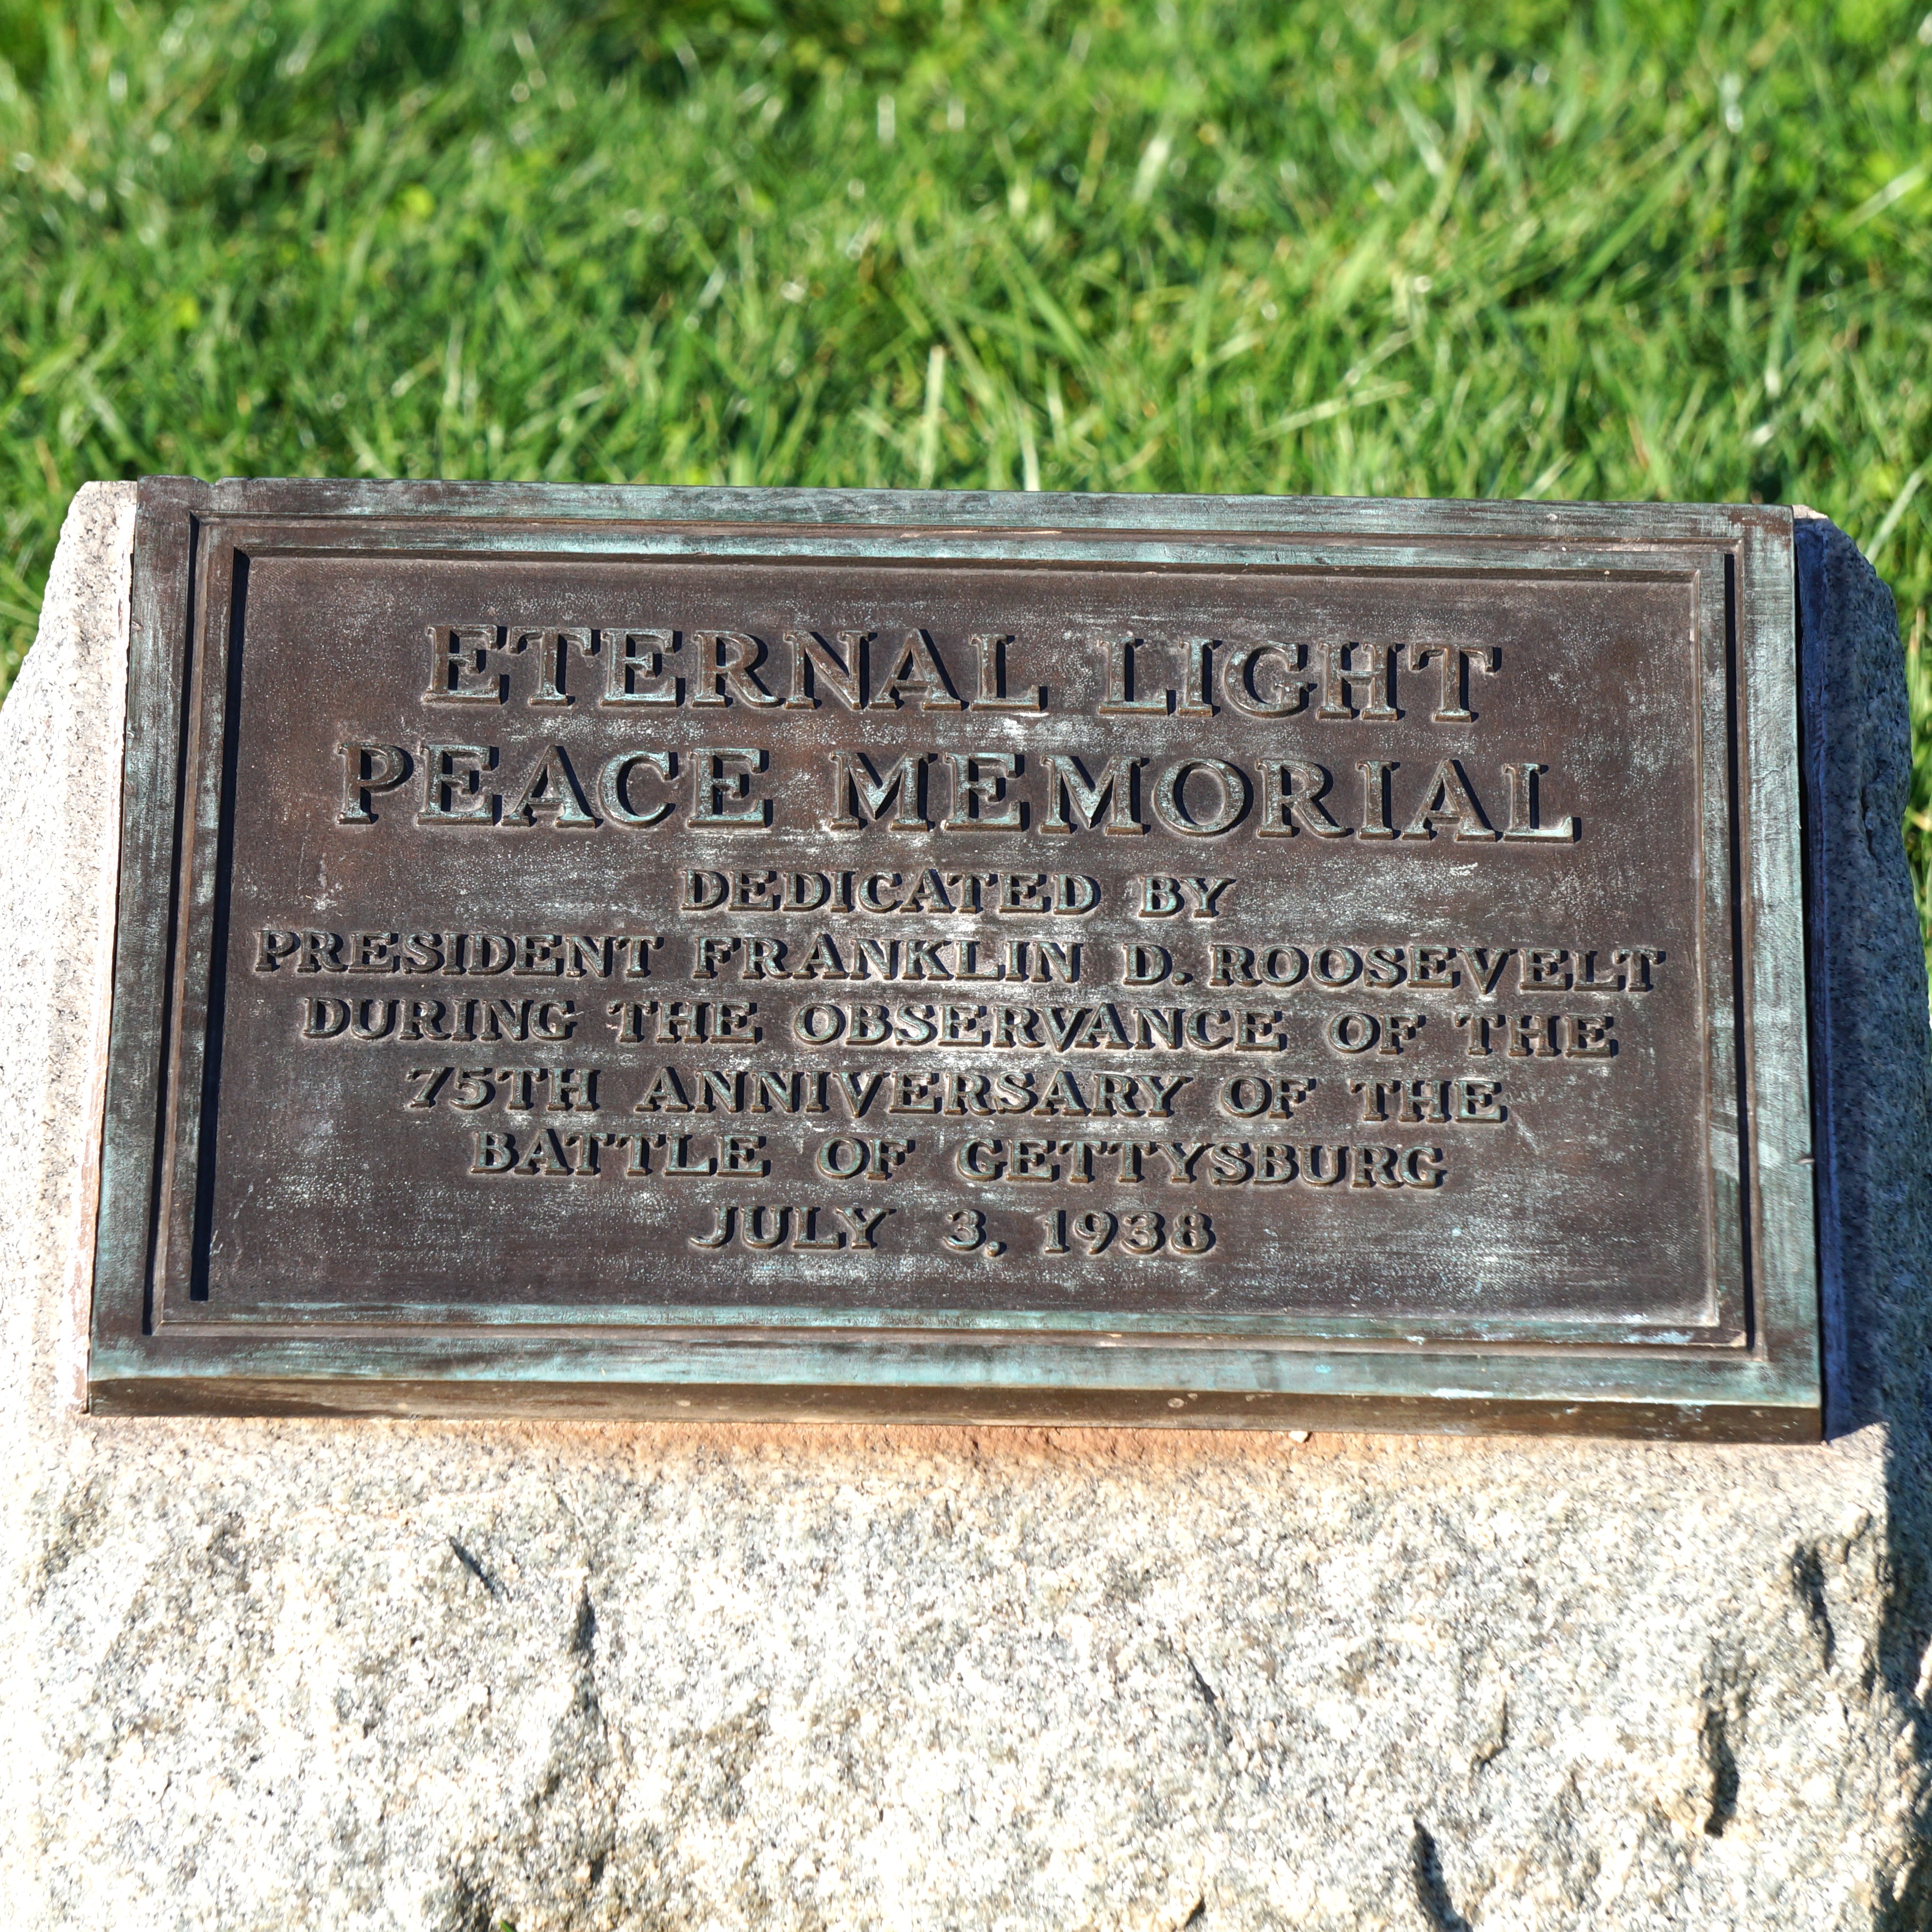 ETERNAL LIGHT
PEACE MEMORIAL
DEDICATED BY
PRESIDENT FRANKLIN D. ROOSEVELT
DURING THE OBSERVANCE OF THE
75TH ANNIVERSARY OF THE
BATTLE OF GETTYSBURG
JULY 3, 1938